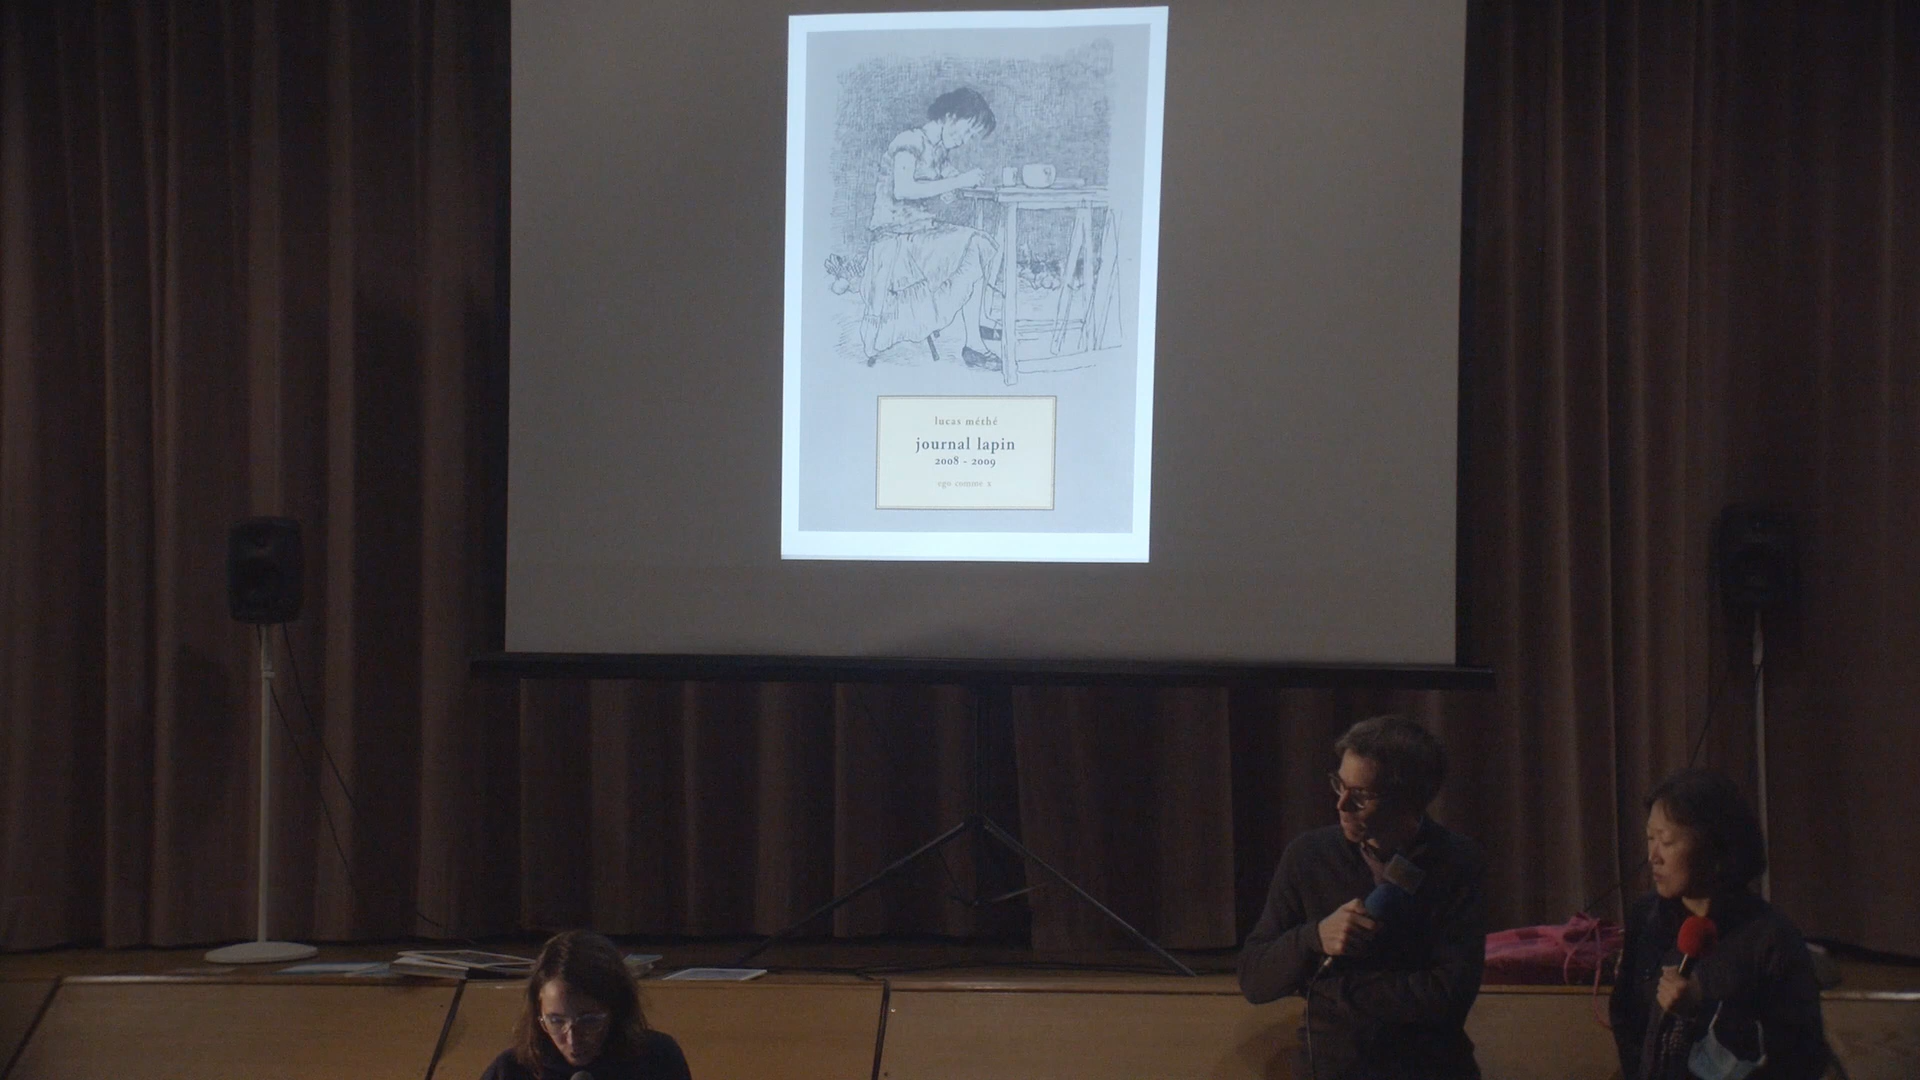 lucas méthé
journal lapin
2008 - 2009
ego comme x